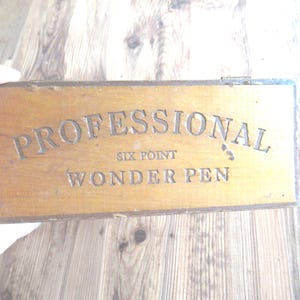 PROFESSIONAL
SIX POINT
WONDER PEN